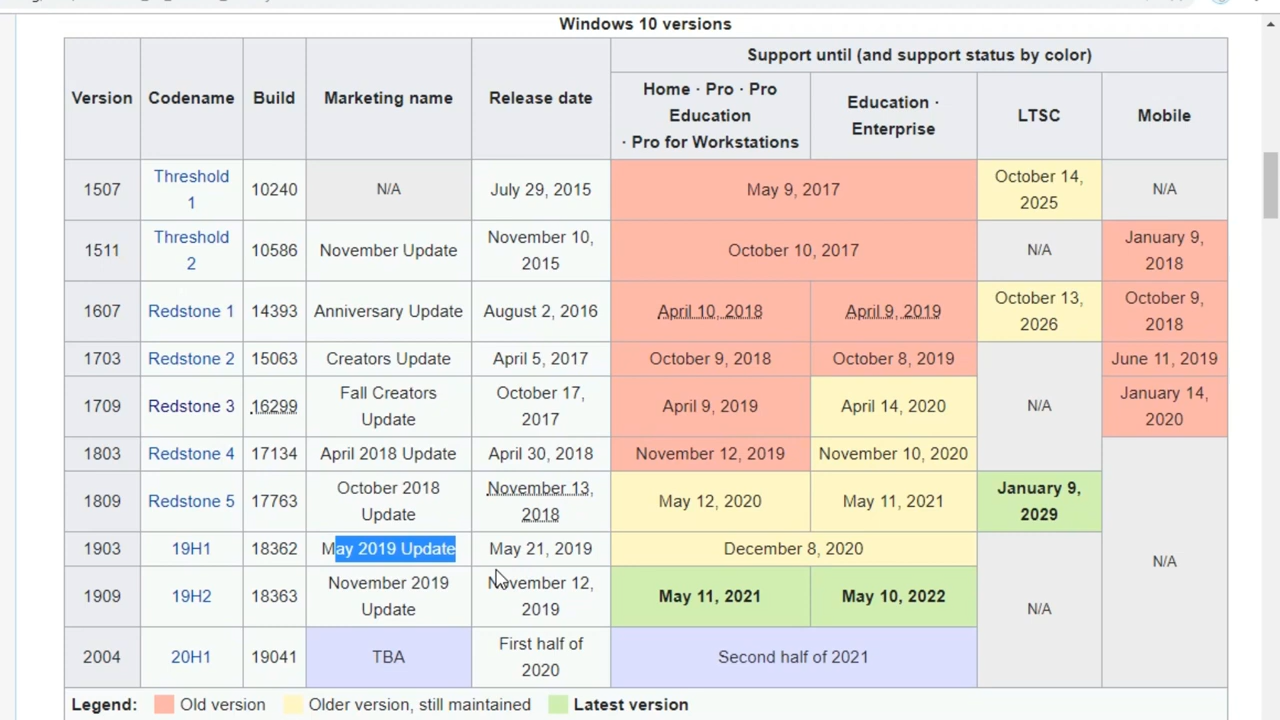 Windows 10 versions
Version Codename Build Marketing name Release date Support until (and support status by color)
Home · Pro · Pro
Education
· Pro for Workstations
Education ·
Enterprise
LTSC
Mobile
1507 Threshold
1
10240 N/A July 29, 2015 May 9, 2017 October 14,
2025
N/A
1511 Threshold
2
10586 November Update November 10,
2015
October 10, 2017 N/A January 9,
2018
1607 Redstone 1 14393 Anniversary Update August 2, 2016 April 10, 2018 April 9, 2019 October 13,
2026
October 9,
2018
1703 Redstone 2 15063 Creators Update April 5, 2017 October 9, 2018 October 8, 2019 N/A June 11, 2019
1709 Redstone 3 16299 Fall Creators
Update
October 17,
2017
April 9, 2019 April 14, 2020 January 14,
2020
1803 Redstone 4 17134 April 2018 Update April 30, 2018 November 12, 2019 November 10, 2020 N/A
1809 Redstone 5 17763 October 2018
Update
November 13,
2018
May 12, 2020 May 11, 2021 January 9,
2029
1903 19H1 18362 May 2019 Update May 21, 2019 December 8, 2020 N/A
1909 19H2 18363 November 2019
Update
November 12,
2019
May 11, 2021 May 10, 2022
2004 20H1 19041 TBA First half of
2020
Second half of 2021
Legend: Old version Older version, still maintained Latest version